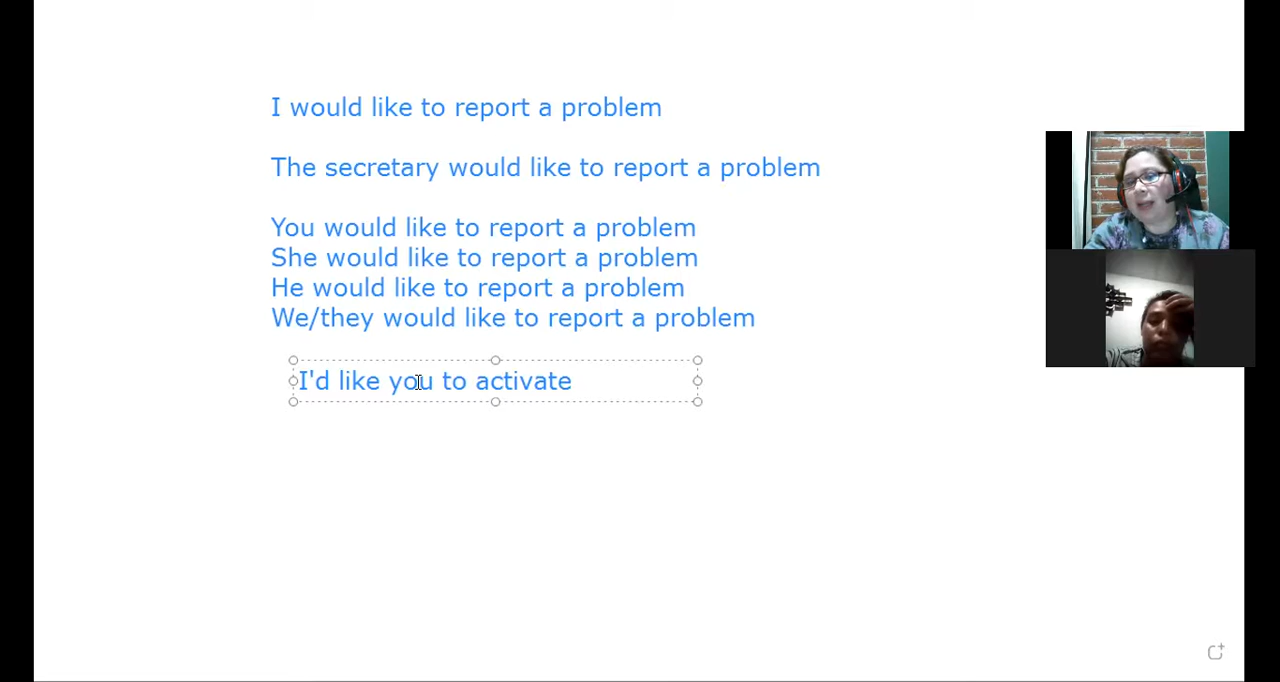 I would like to report a problem
The secretary would like to report a problem
You would like to report a problem
She would like to report a problem
He would like to report a problem
We/they would like to report a problem
I'd like you to activate